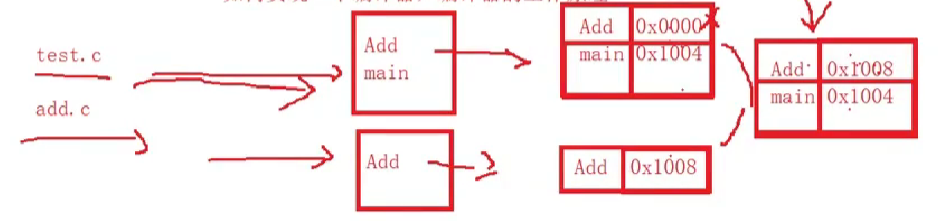 test.c
add.c
Add
main
Add
Add 0x0000
main 0x1004
Add 0x1008
Add 0x1008
main 0x1004